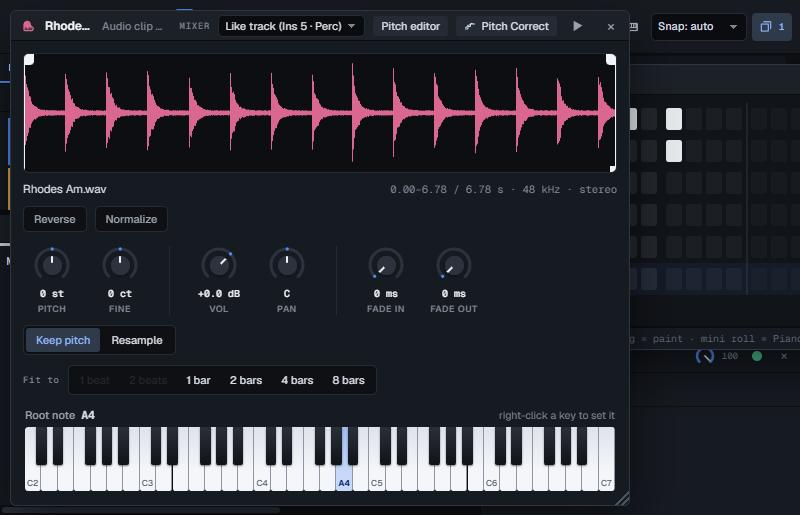 Rhode... Audio clip ... MIXER Like track (Ins 5 · Perc) Pitch editor Pitch Correct ×
Snap: auto 1
Rhodes Am.wav 0.00–6.78 / 6.78 s · 48 kHz · stereo
Reverse Normalize
0 st 0 ct +0.0 dB C 0 ms 0 ms
PITCH FINE VOL PAN FADE IN FADE OUT
= paint · mini roll = Piano
Keep pitch Resample
100 ×
Fit to 1 beat 2 beats 1 bar 2 bars 4 bars 8 bars
Root note A4 right-click a key to set it
C2 C3 C4 A4 C5 C6 C7